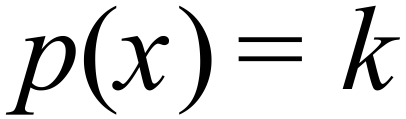 p(x) = k